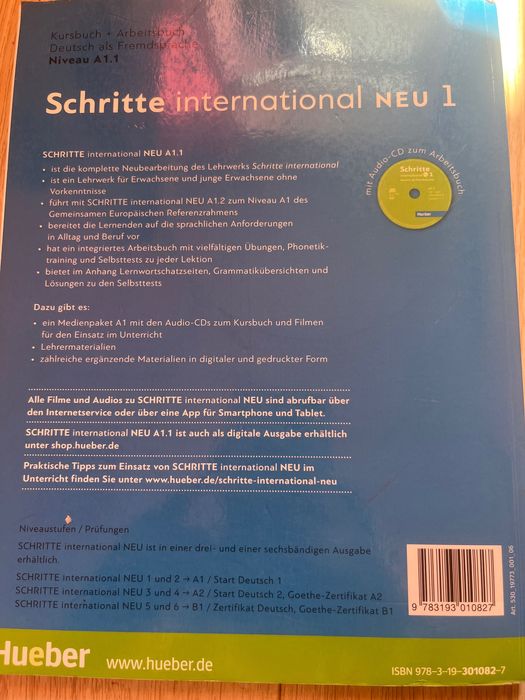 Kursbuch + Arbeitsbuch
Deutsch als Fremdsprache
Niveau A1.1
Schritte international NEU 1
mit Audio-CD zum Arbeitsbuch
Schritte
international 1
Hueber
SCHRITTE international NEU A1.1
• ist die komplette Neubearbeitung des Lehrwerks Schritte international
• ist ein Lehrwerk für Erwachsene und junge Erwachsene ohne
Vorkenntnisse
• führt mit SCHRITTE international NEU A1.2 zum Niveau A1 des
Gemeinsamen Europäischen Referenzrahmens
• bereitet die Lernenden auf die sprachlichen Anforderungen
in Alltag und Beruf vor
• hat ein integriertes Arbeitsbuch mit vielfältigen Übungen, Phonetik-
training und Selbsttests zu jeder Lektion
• bietet im Anhang Lernwortschatzseiten, Grammatikübersichten und
Lösungen zu den Selbsttests
Dazu gibt es:
• ein Medienpaket A1 mit den Audio-CDs zum Kursbuch und Filmen
für den Einsatz im Unterricht
• Lehrermaterialien
• zahlreiche ergänzende Materialien in digitaler und gedruckter Form
Alle Filme und Audios zu SCHRITTE international NEU sind abrufbar über
den Internetservice oder über eine App für Smartphone und Tablet.
SCHRITTE international NEU A1.1 ist auch als digitale Ausgabe erhältlich
unter shop.hueber.de
Praktische Tipps zum Einsatz von SCHRITTE international NEU im
Unterricht finden Sie unter www.hueber.de/schritte-international-neu
Niveaustufen / Prüfungen
SCHRITTE international NEU ist in einer drei- und einer sechsbändigen Ausgabe
erhältlich.
SCHRITTE international NEU 1 und 2 → A1 / Start Deutsch 1
SCHRITTE international NEU 3 und 4 → A2 / Start Deutsch 2, Goethe-Zertifikat A2
SCHRITTE international NEU 5 und 6 → B1 / Zertifikat Deutsch, Goethe-Zertifikat B1
9 783193 010827
Art. 530_19773_001_06
Hueber www.hueber.de
ISBN 978-3-19-301082-7